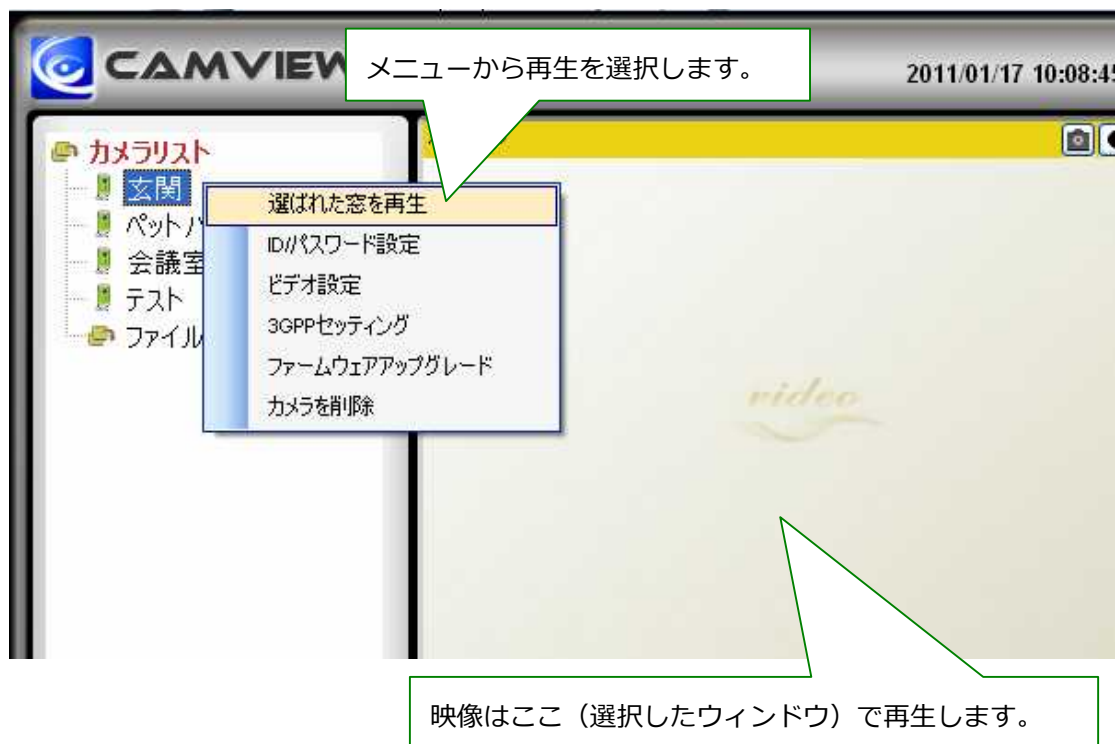 CAMVIEW
メニューから再生を選択します。
2011/01/17 10:08:45
カメラリスト
玄関
選ばれた窓を再生
ペット
ID/パスワード設定
会議室
ビデオ設定
テスト
3GPPセッティング
ファイル
ファームウェアアップグレード
カメラを削除
video
映像はここ（選択したウィンドウ）で再生します。